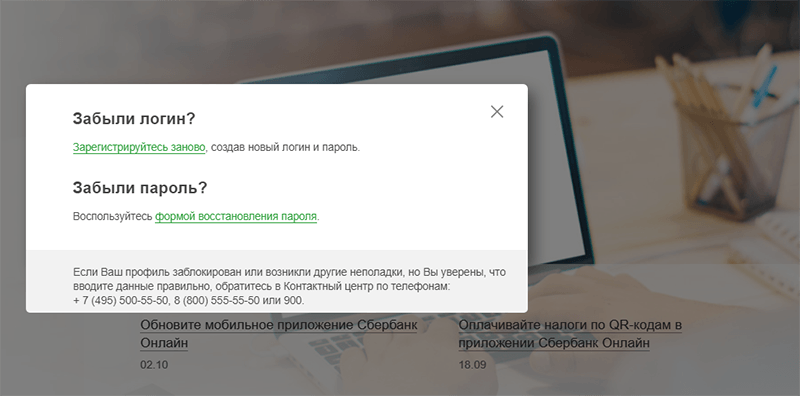 Забыли логин?
Зарегистрируйтесь заново, создав новый логин и пароль.
Забыли пароль?
Воспользуйтесь формой восстановления пароля.
Если Ваш профиль заблокирован или возникли другие неполадки, но Вы уверены, что
вводите данные правильно, обратитесь в Контактный центр по телефонам:
+ 7 (495) 500-55-50, 8 (800) 555-55-50 или 900.
Обновите мобильное приложение Сбербанк
Онлайн
02.10
Оплачивайте налоги по QR-кодам в
приложении Сбербанк Онлайн
18.09